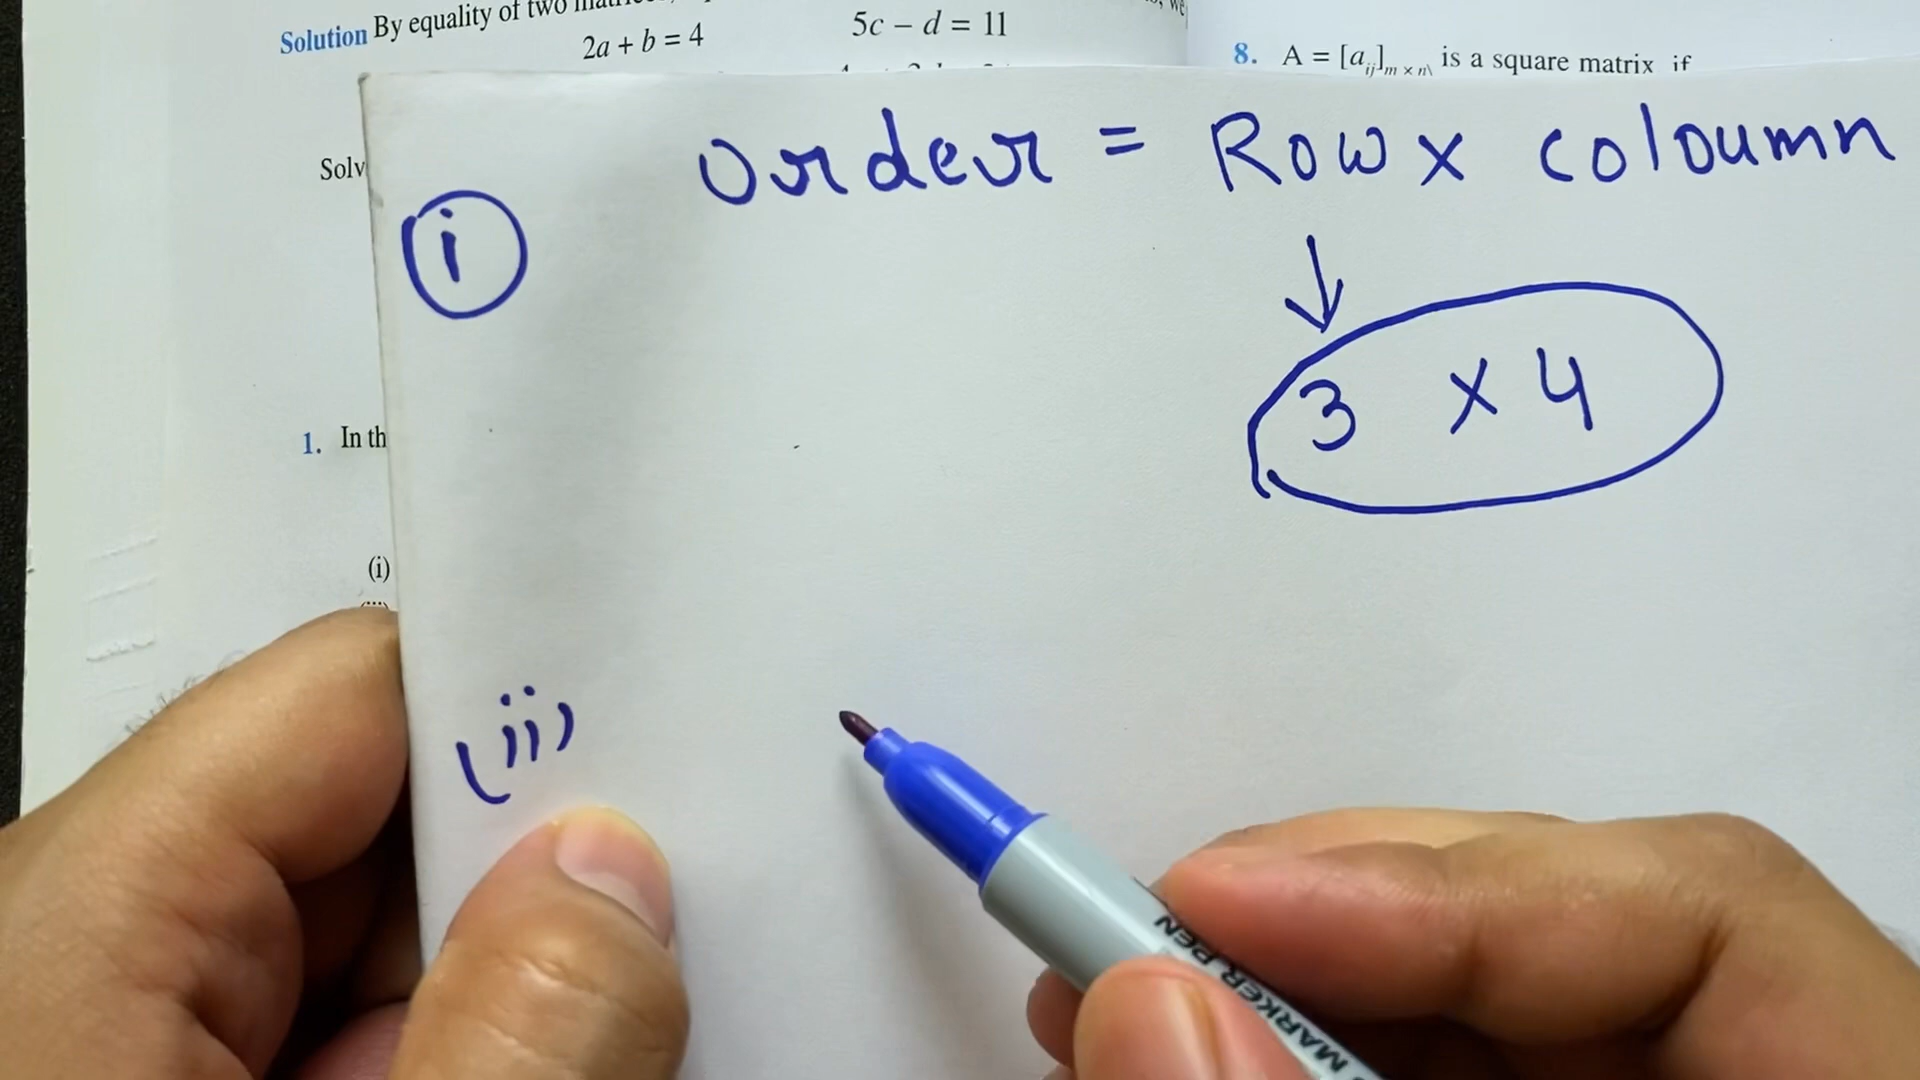 Solution By equality of two
2a + b = 4
5c – d = 11
8. A = [aij]m × n\ is a square matrix if
Order = Row x coloumn
Solv
i
3 x 4
1. In th
(i)
(ii)
MARKER PEN